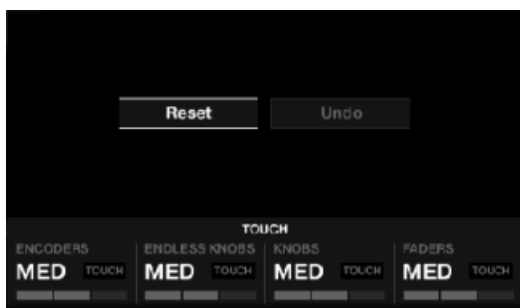 Reset Undo
TOUCH
ENCODERS ENDLESS KNOBS KNOBS FADERS
MED TOUCH MED TOUCH MED TOUCH MED TOUCH